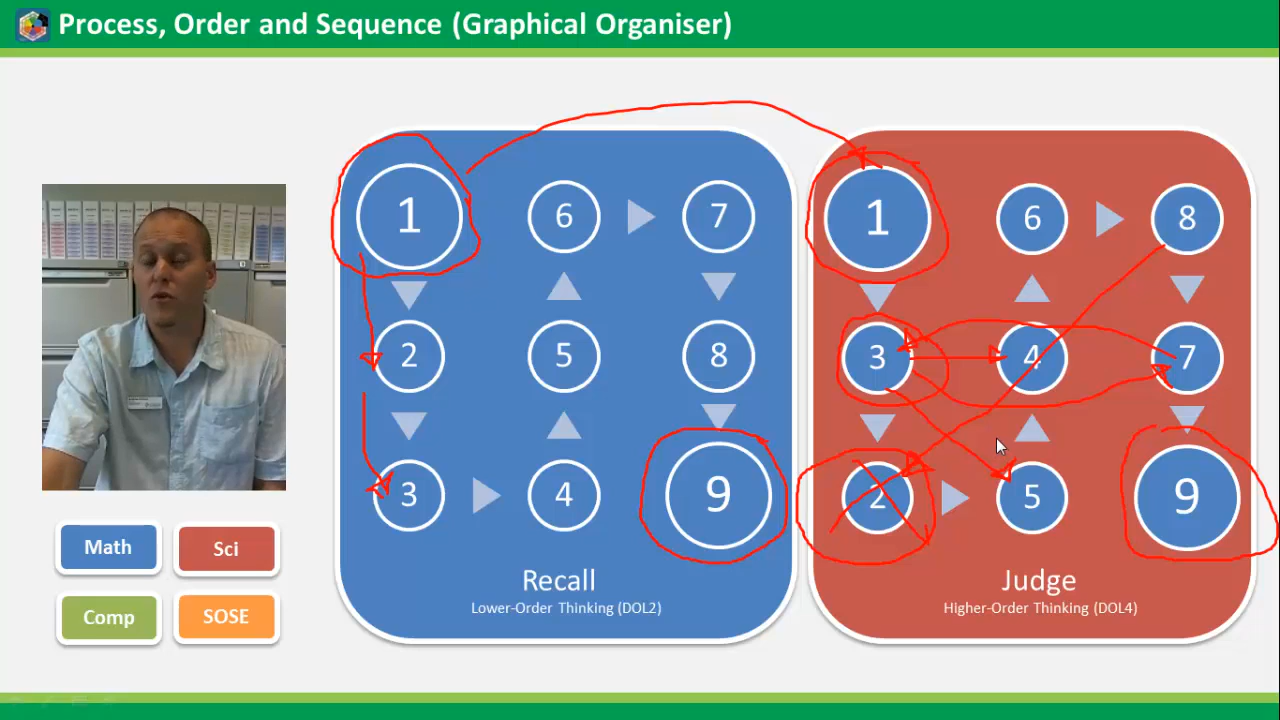 Process, Order and Sequence (Graphical Organiser)
1 6 7
2 5 8
3 4 9
Recall
Lower-Order Thinking (DOL2)
1 6 8
3 4 7
2 5 9
Judge
Higher-Order Thinking (DOL4)
Math Sci
Comp SOSE